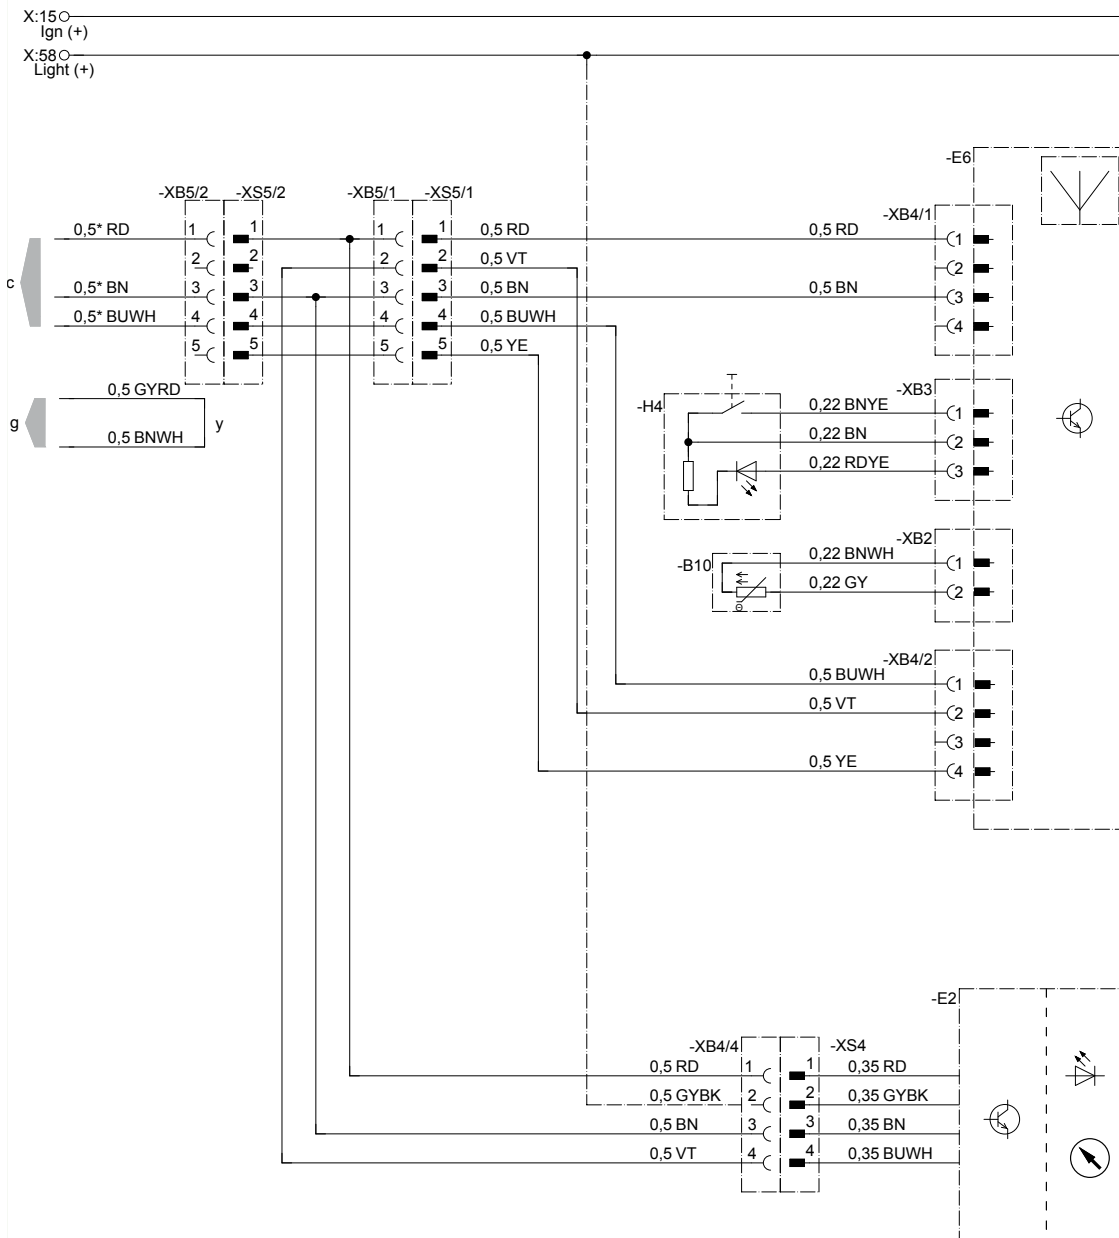 X:15
Ign (+)
X:58
Light (+)
-E6
-XB5/2 -XS5/2 -XB5/1 -XS5/1
-XB4/1
0,5* RD 1 1 1 1 0,5 RD 0,5 RD 1
2 2 2 2 0,5 VT 2
c
0,5* BN 3 3 3 3 0,5 BN 0,5 BN 3
0,5* BUWH 4 4 4 4 0,5 BUWH 4
5 5 5 5 0,5 YE
0,5 GYRD
g y
0,5 BNWH
-H4 -XB3
0,22 BNYE 1
0,22 BN 2
0,22 RDYE 3
-XB2
-B10 0,22 BNWH 1
0,22 GY 2
-XB4/2
0,5 BUWH 1
0,5 VT 2
3
0,5 YE 4
-E2
-XB4/4 -XS4
0,5 RD 1 1 0,35 RD
0,5 GYBK 2 2 0,35 GYBK
0,5 BN 3 3 0,35 BN
0,5 VT 4 4 0,35 BUWH